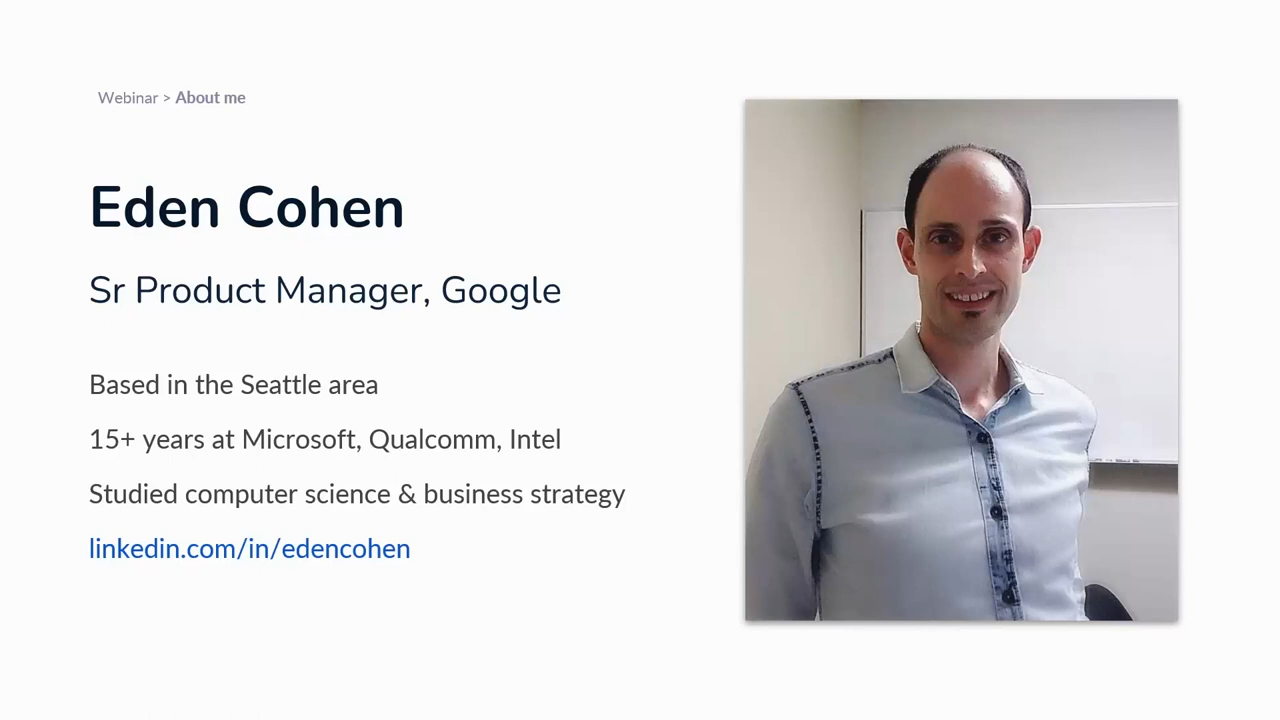 Webinar > About me
Eden Cohen
Sr Product Manager, Google
Based in the Seattle area
15+ years at Microsoft, Qualcomm, Intel
Studied computer science & business strategy
linkedin.com/in/edencohen